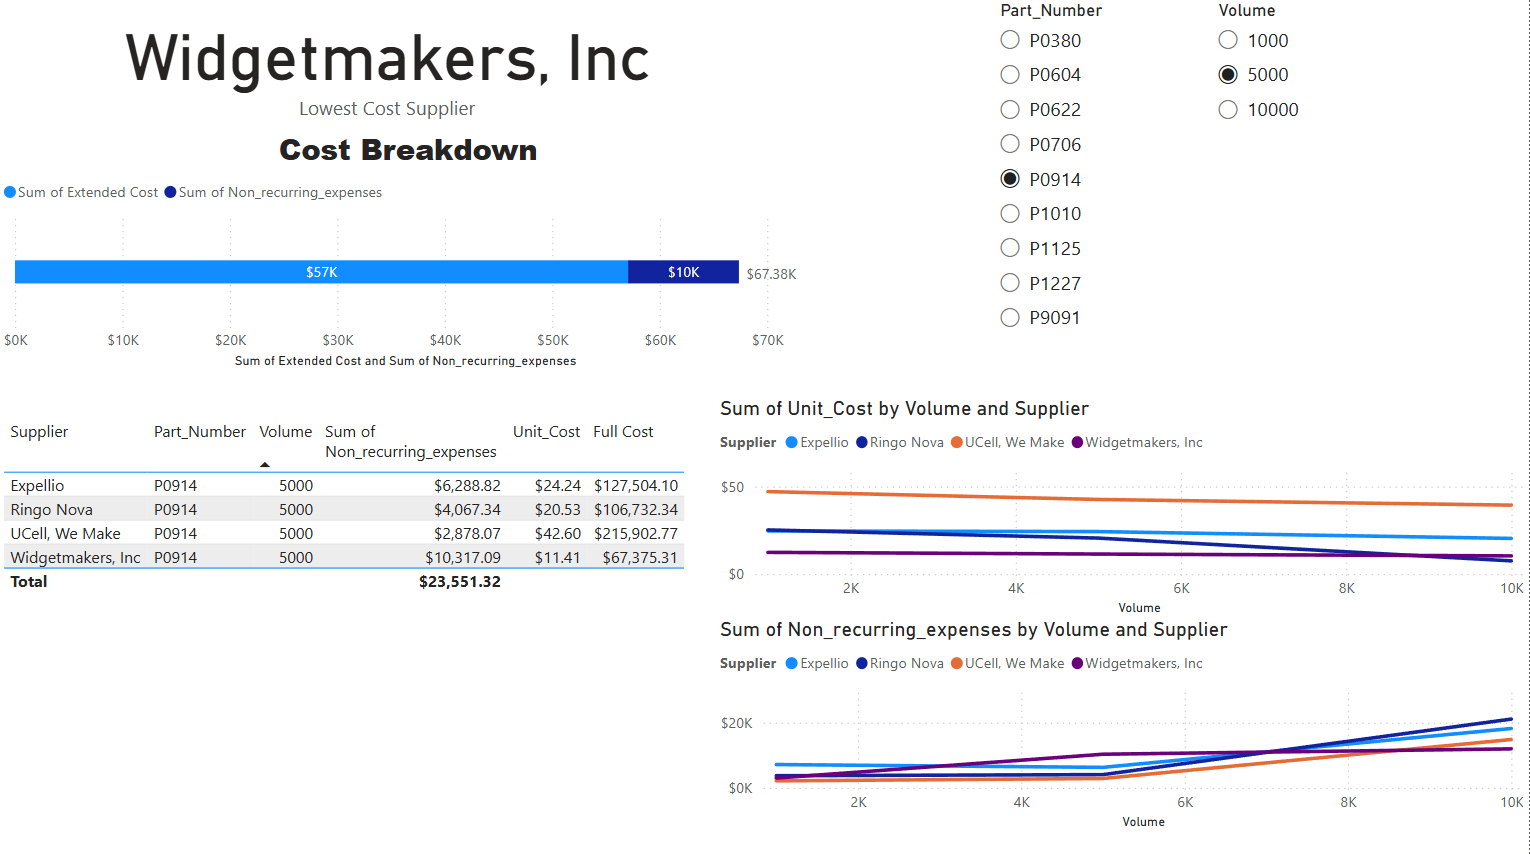 Widgetmakers, Inc
Lowest Cost Supplier
Cost Breakdown
Sum of Extended Cost Sum of Non_recurring_expenses
$57K $10K $67.38K
$0K $10K $20K $30K $40K $50K $60K $70K
Sum of Extended Cost and Sum of Non_recurring_expenses
Part_Number
P0380
P0604
P0622
P0706
P0914
P1010
P1125
P1227
P9091
Volume
1000
5000
10000
Supplier Part_Number Volume Sum of Unit_Cost Full Cost
Non_recurring_expenses
Expellio P0914 5000 $6,288.82 $24.24 $127,504.10
Ringo Nova P0914 5000 $4,067.34 $20.53 $106,732.34
UCell, We Make P0914 5000 $2,878.07 $42.60 $215,902.77
Widgetmakers, Inc P0914 5000 $10,317.09 $11.41 $67,375.31
Total $23,551.32
Sum of Unit_Cost by Volume and Supplier
Supplier Expellio Ringo Nova UCell, We Make Widgetmakers, Inc
$50
$0
2K 4K 6K 8K 10K
Volume
Sum of Non_recurring_expenses by Volume and Supplier
Supplier Expellio Ringo Nova UCell, We Make Widgetmakers, Inc
$20K
$0K
2K 4K 6K 8K 10K
Volume